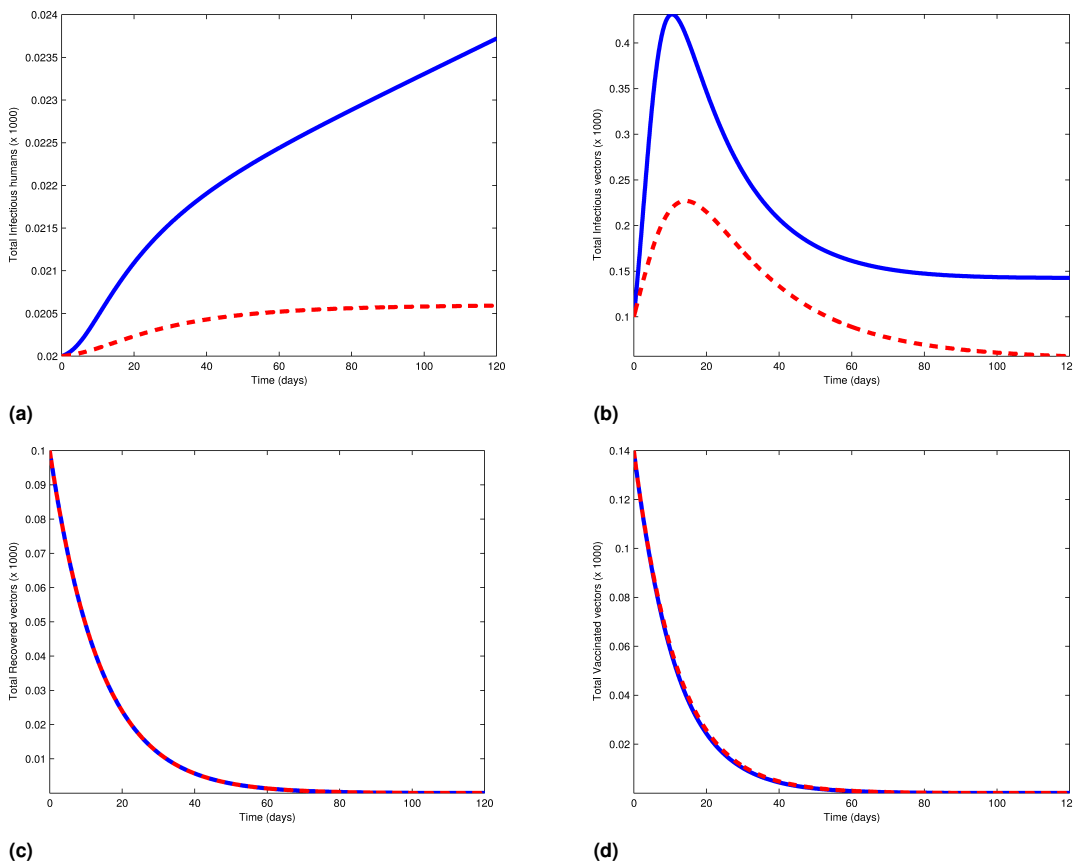 0.024
0.0235
0.023
0.0225
0.022
0.0215
0.021
0.0205
0.02
0 20 40 60 80 100 120
Total Infectious humans (x 1000)
Time (days)
(a)
0.4
0.35
0.3
0.25
0.2
0.15
0.1
0 20 40 60 80 100 120
Total Infectious vectors (x 1000)
Time (days)
(b)
0.1
0.09
0.08
0.07
0.06
0.05
0.04
0.03
0.02
0.01
0 20 40 60 80 100 120
Total Recovered vectors (x 1000)
Time (days)
(c)
0.14
0.12
0.1
0.08
0.06
0.04
0.02
0 20 40 60 80 100 120
Total Vaccinated vectors (x 1000)
Time (days)
(d)